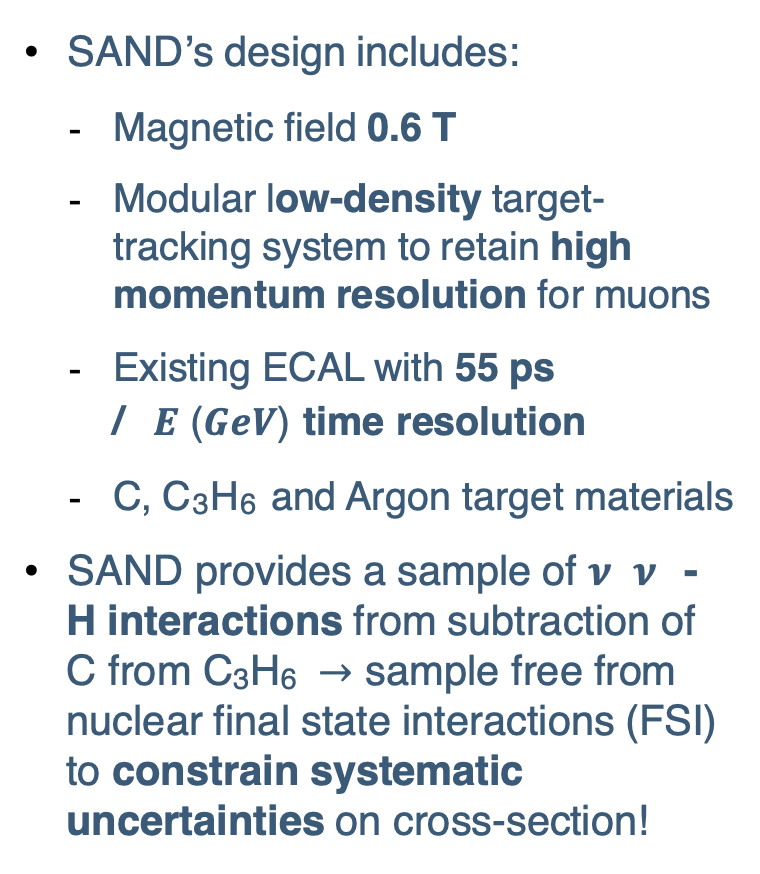 • SAND’s design includes:
- Magnetic field 0.6 T
- Modular low-density target-
tracking system to retain high
momentum resolution for muons
- Existing ECAL with 55 ps
/ E (GeV) time resolution
- C, C₃H₆ and Argon target materials
• SAND provides a sample of ν ν -
H interactions from subtraction of
C from C₃H₆ → sample free from
nuclear final state interactions (FSI)
to constrain systematic
uncertainties on cross-section!